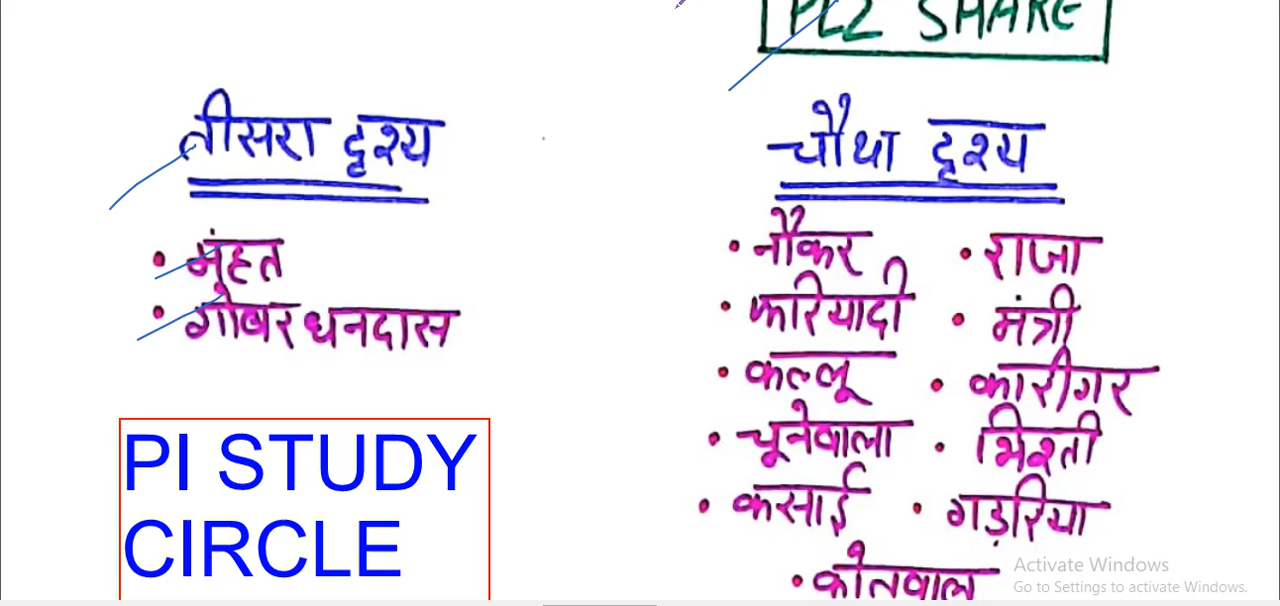 PLZ SHARE
तीसरा दृश्य
• मंहत
• गोबरधनदास
PI STUDY
CIRCLE
चौथा दृश्य
• नौकर • राजा
• फरियादी • मंत्री
• कल्लू • कारीगर
• चूनेवाला • भिश्ती
• कसाई • गड़रिया
• कोतवाल
Activate Windows
Go to Settings to activate Windows.